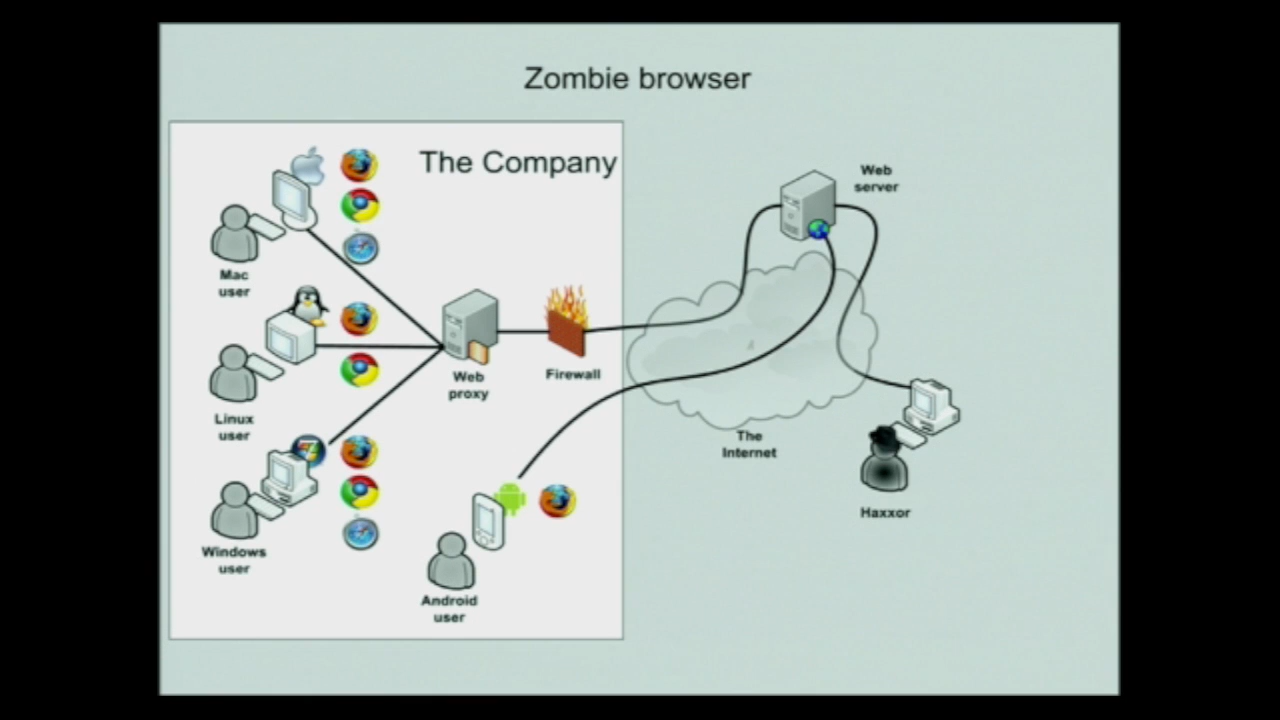 Zombie browser
The Company
Mac
user
Linux
user
Windows
user
Web
proxy
Firewall
Android
user
Web
server
The
Internet
Haxxor